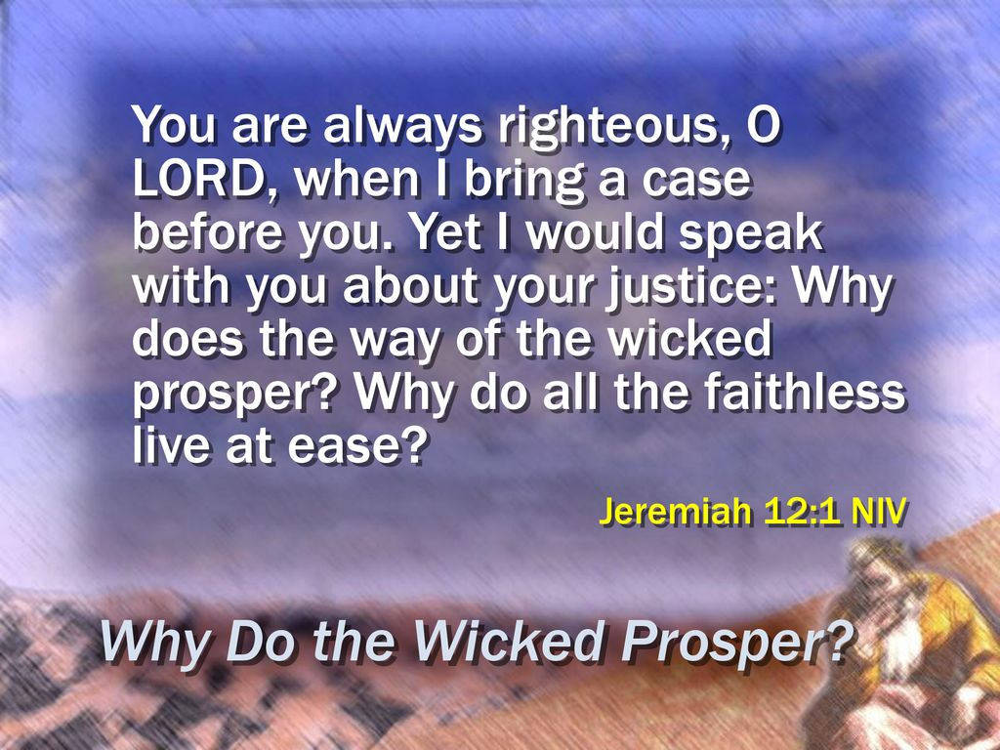 You are always righteous, O
LORD, when I bring a case
before you. Yet I would speak
with you about your justice: Why
does the way of the wicked
prosper? Why do all the faithless
live at ease?
Jeremiah 12:1 NIV
Why Do the Wicked Prosper?